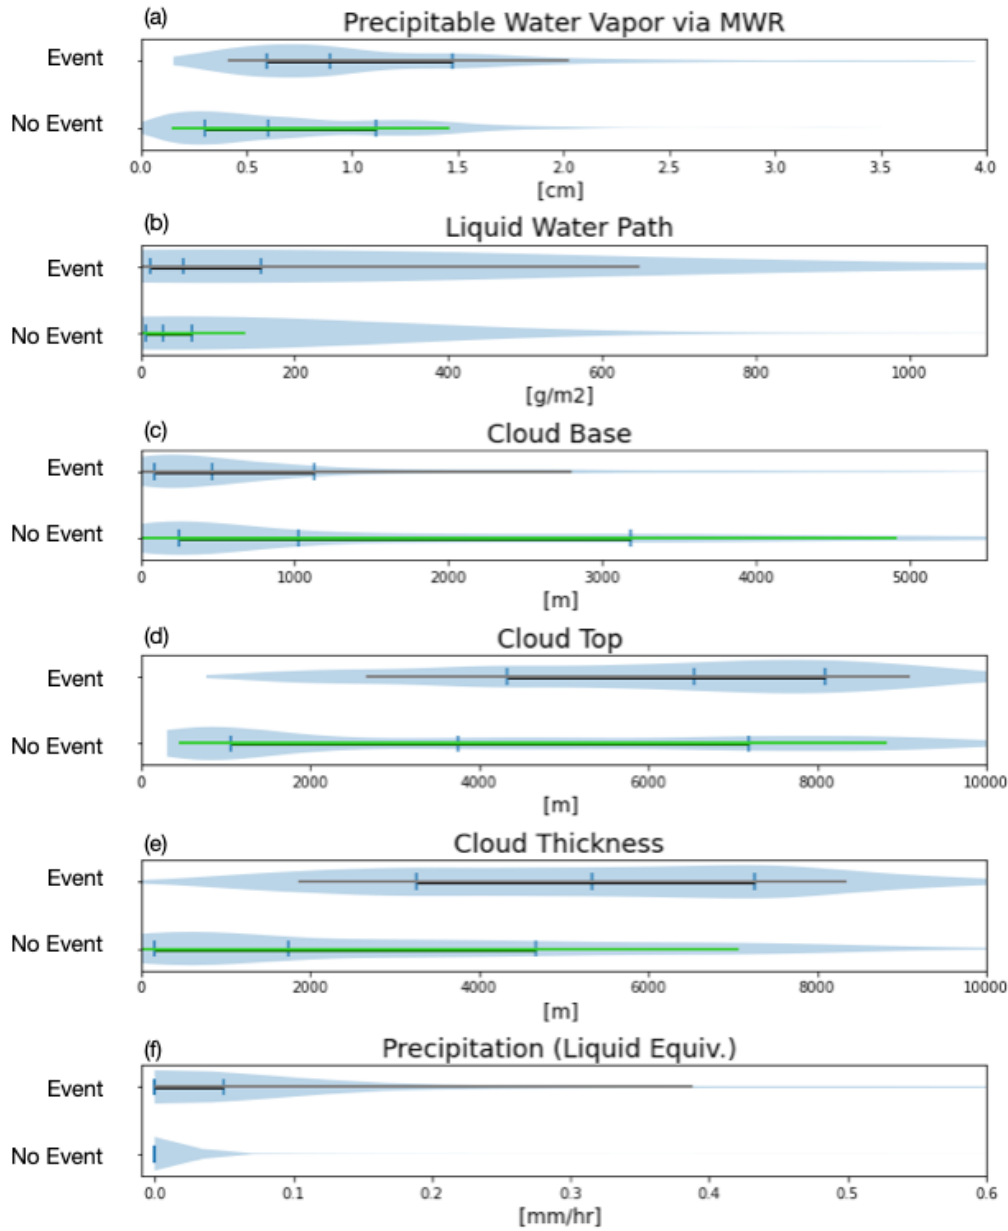 (a) Precipitable Water Vapor via MWR
Event
No Event
0.0 0.5 1.0 1.5 2.0 2.5 3.0 3.5 4.0
[cm]
(b) Liquid Water Path
Event
No Event
0 200 400 600 800 1000
[g/m2]
(c) Cloud Base
Event
No Event
0 1000 2000 3000 4000 5000
[m]
(d) Cloud Top
Event
No Event
0 2000 4000 6000 8000 10000
[m]
(e) Cloud Thickness
Event
No Event
0 2000 4000 6000 8000 10000
[m]
(f) Precipitation (Liquid Equiv.)
Event
No Event
0.0 0.1 0.2 0.3 0.4 0.5 0.6
[mm/hr]